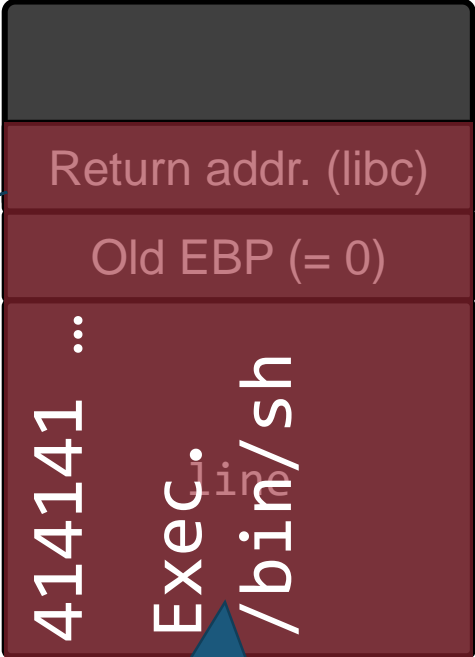 Return addr. (libc)
Old EBP (= 0)
line
414141 ...
Exec.
/bin/sh